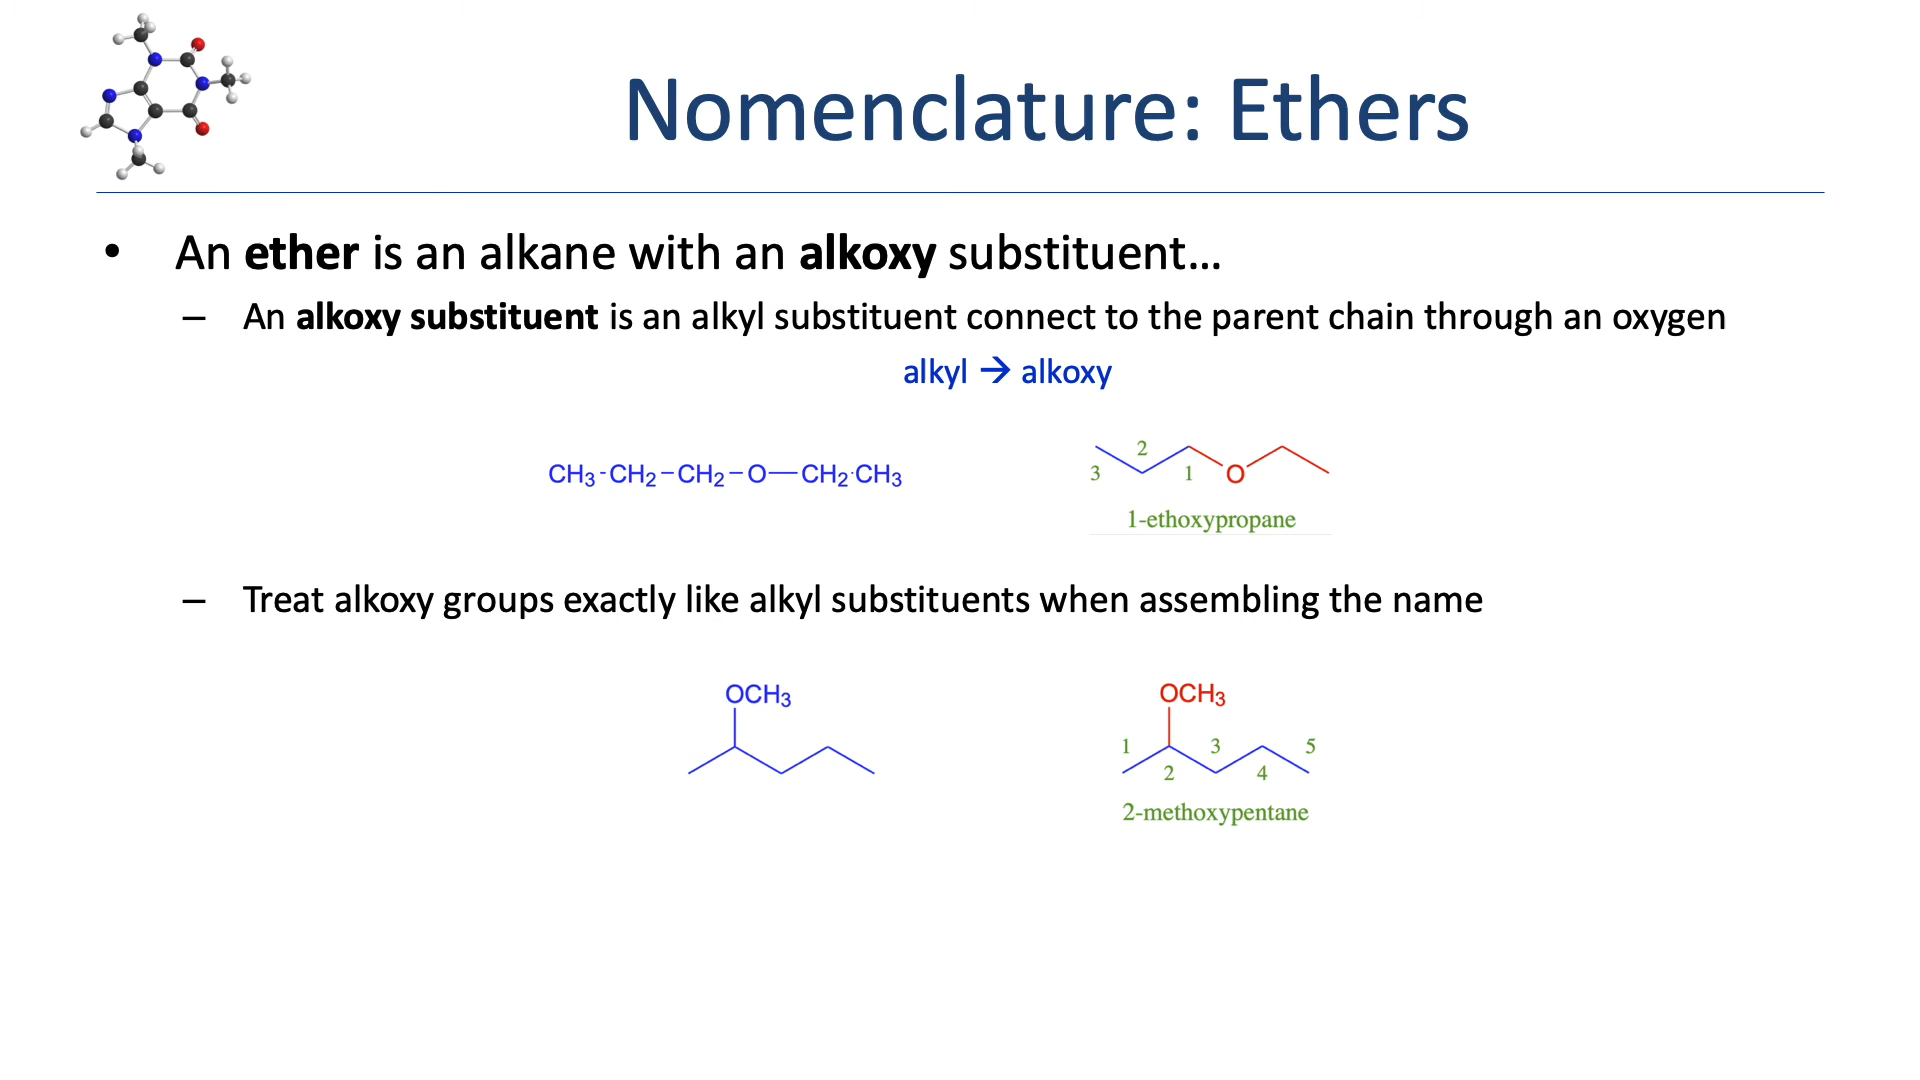 Nomenclature: Ethers
• An ether is an alkane with an alkoxy substituent…
– An alkoxy substituent is an alkyl substituent connect to the parent chain through an oxygen
alkyl → alkoxy
CH₃-CH₂–CH₂–O—CH₂·CH₃
2
3 1 O
1-ethoxypropane
– Treat alkoxy groups exactly like alkyl substituents when assembling the name
OCH₃
OCH₃
1 3 5
2 4
2-methoxypentane